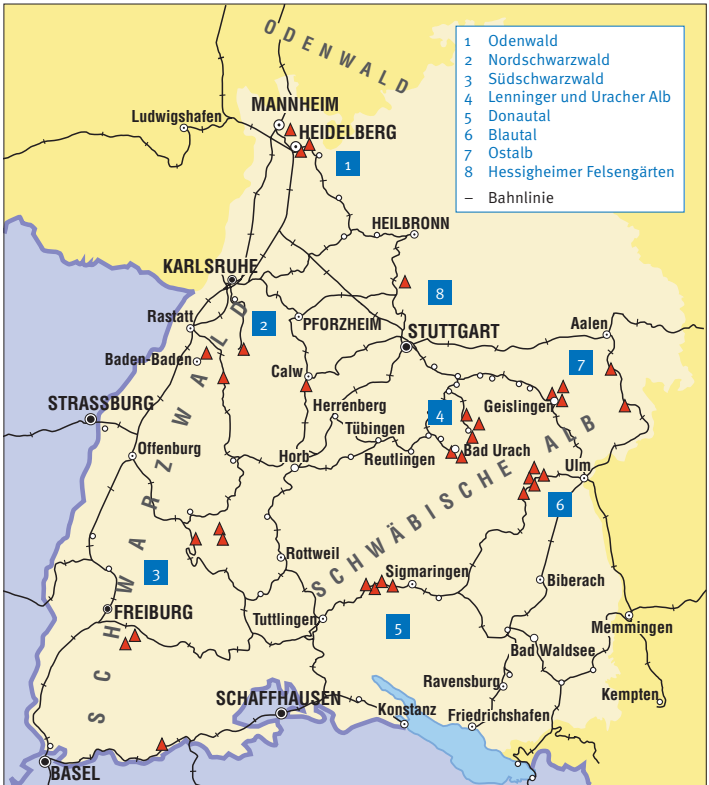 ODENWALD
1 Odenwald
2 Nordschwarzwald
3 Südschwarzwald
4 Lenninger und Uracher Alb
5 Donautal
6 Blautal
7 Ostalb
8 Hessigheimer Felsengärten
– Bahnlinie
MANNHEIM
Ludwigshafen
HEIDELBERG
1
HEILBRONN
KARLSRUHE
8
Rastatt
2
PFORZHEIM
STUTTGART
Aalen
Baden-Baden
Calw
7
STRASSBURG
Herrenberg
4
Geislingen
Tübingen
Offenburg
Horb
Reutlingen
Bad Urach
Ulm
SCHWARZWALD
SCHWÄBISCHE ALB
6
Rottweil
3
Sigmaringen
Biberach
FREIBURG
Tuttlingen
5
Memmingen
Bad Waldsee
Ravensburg
SCHAFFHAUSEN
Kempten
Konstanz
Friedrichshafen
BASEL